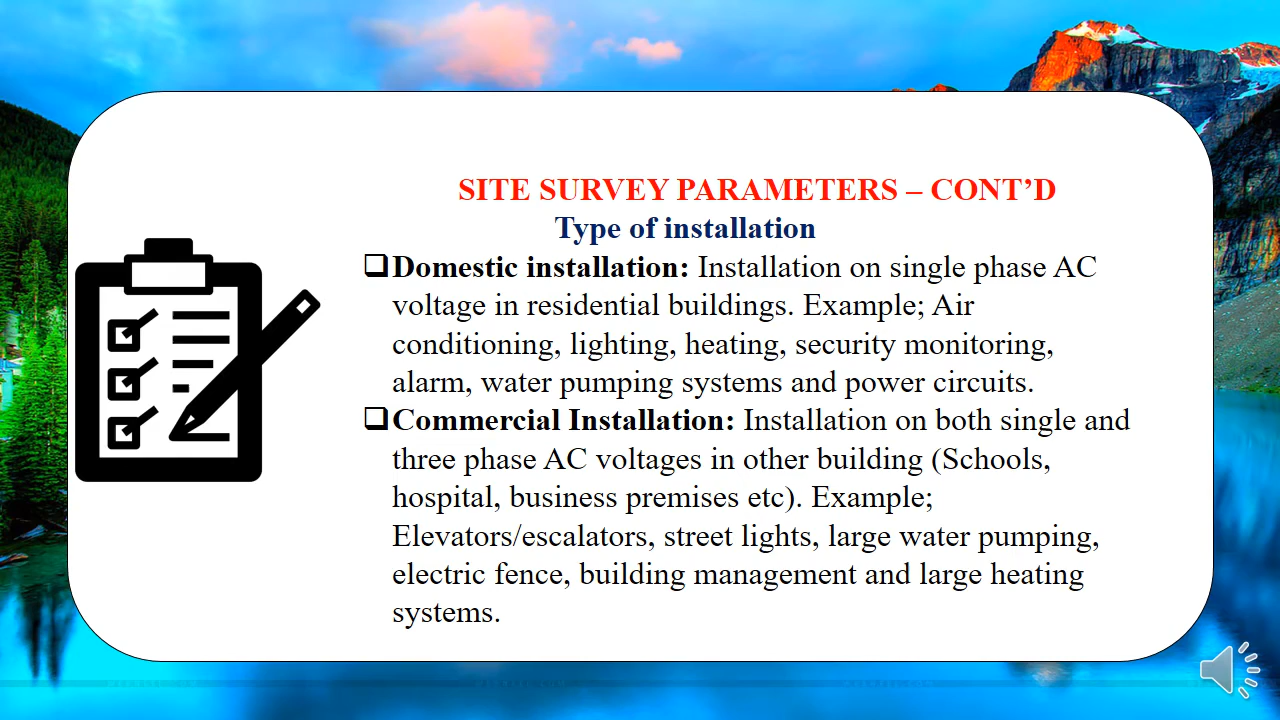 SITE SURVEY PARAMETERS – CONT’D
Type of installation
❑Domestic installation: Installation on single phase AC
voltage in residential buildings. Example; Air
conditioning, lighting, heating, security monitoring,
alarm, water pumping systems and power circuits.
❑Commercial Installation: Installation on both single and
three phase AC voltages in other building (Schools,
hospital, business premises etc). Example;
Elevators/escalators, street lights, large water pumping,
electric fence, building management and large heating
systems.